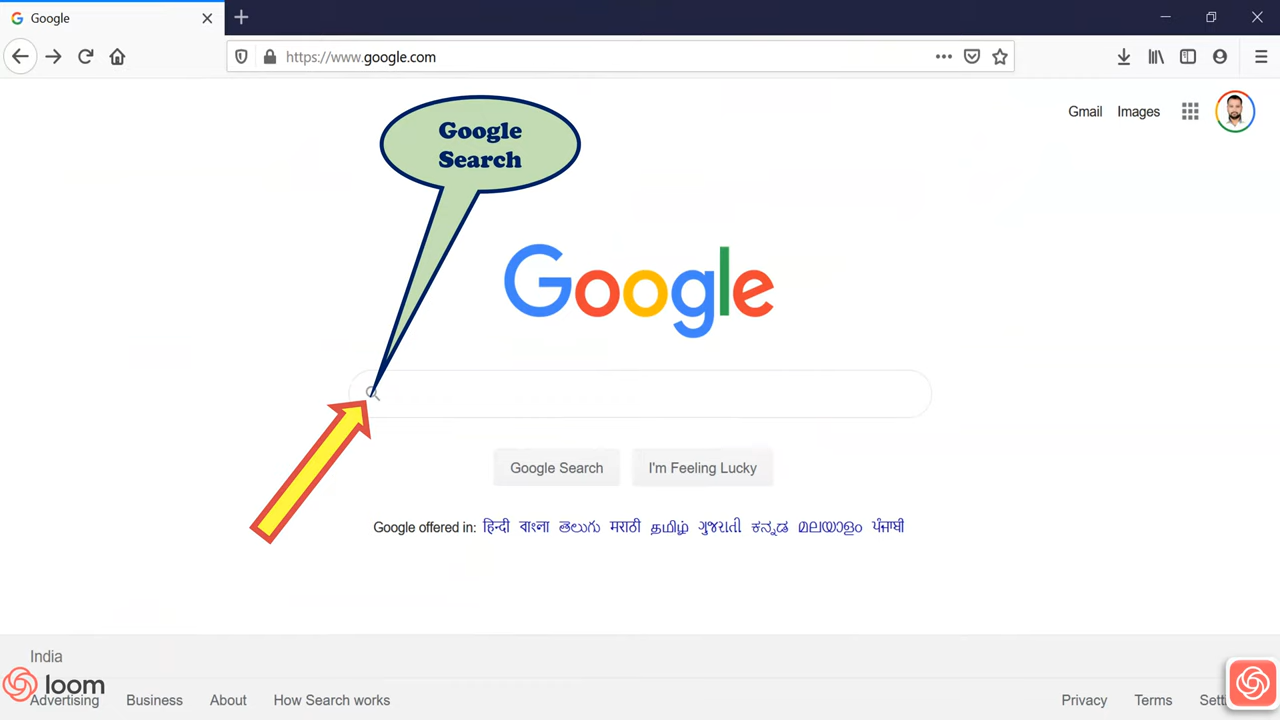 Google
https://www.google.com
Gmail Images
Google
Search
Google
Google Search I'm Feeling Lucky
Google offered in: हिन्दी বাংলা తెలుగు मराठी தமிழ் ગુજરાતી ಕನ್ನಡ മലയാളം ਪੰਜਾਬੀ
India
loom
Advertising Business About How Search works Privacy Terms